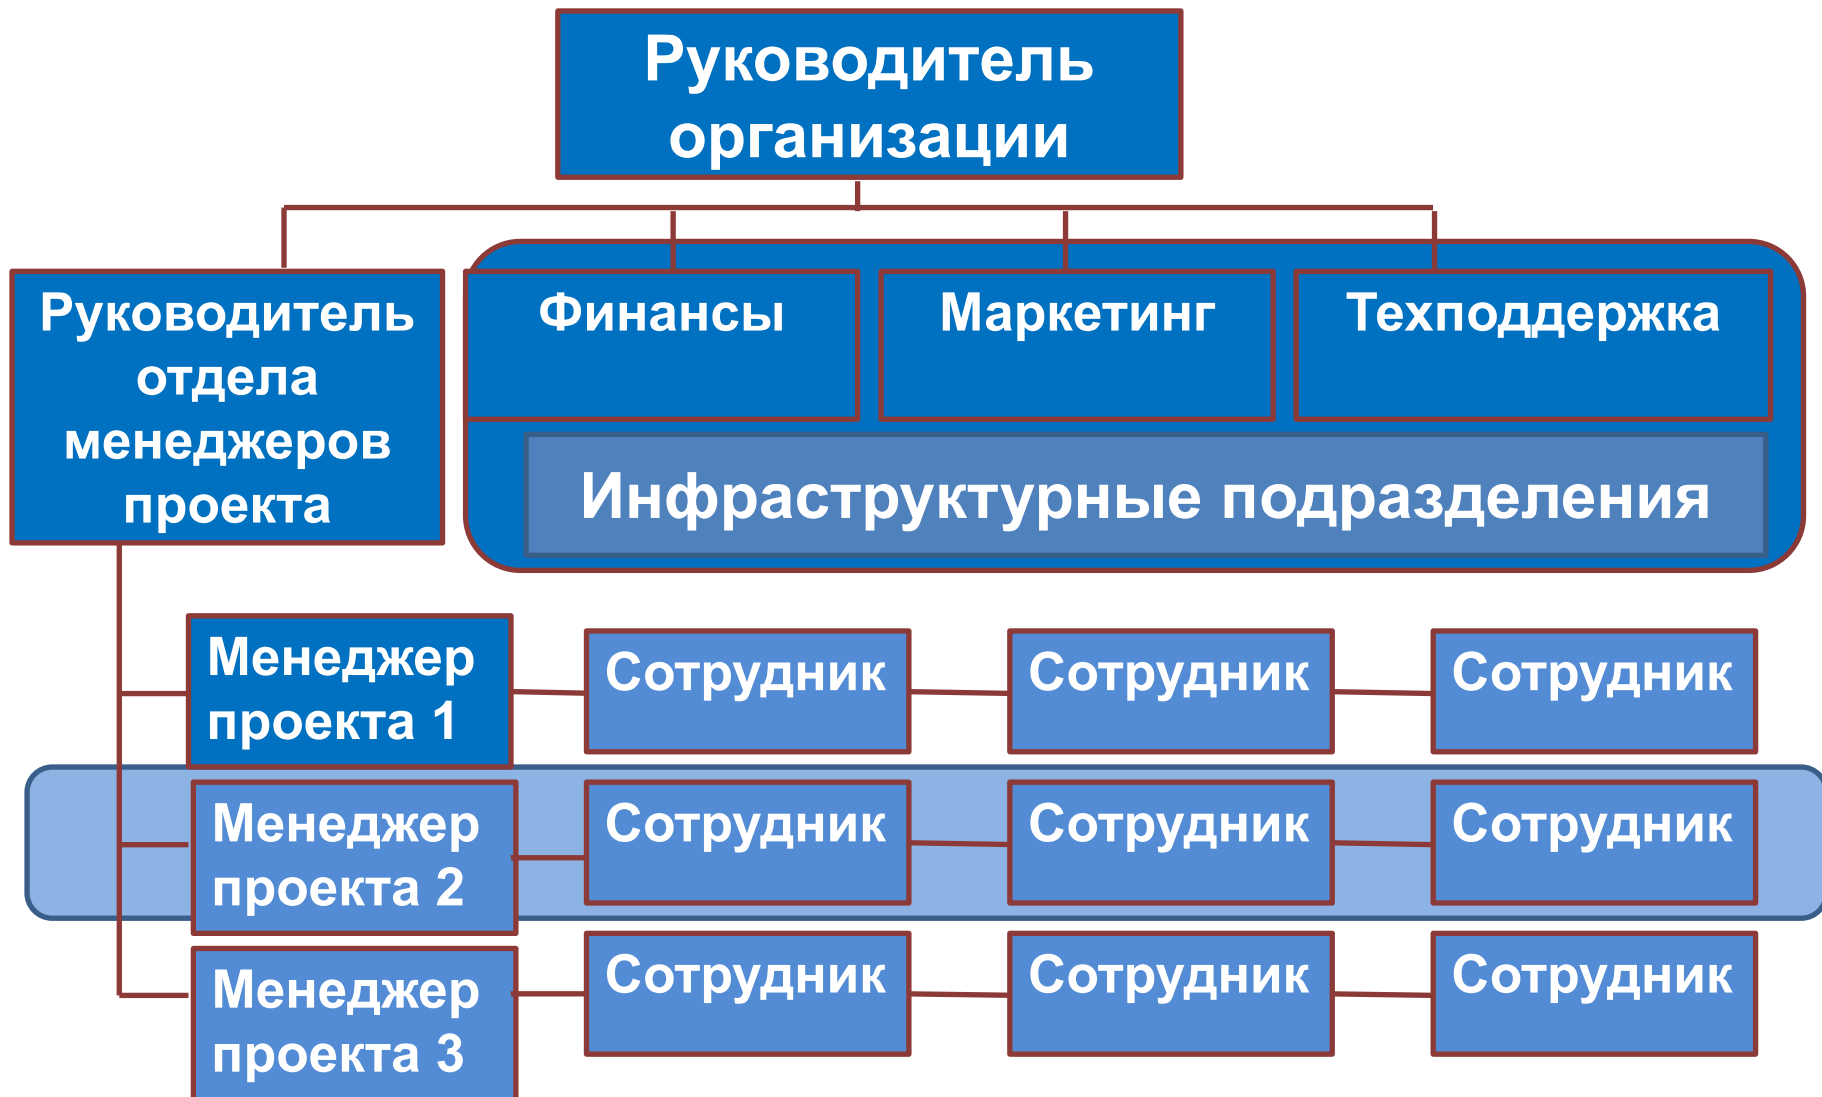 Руководитель
организации
Руководитель
отдела
менеджеров
проекта
Финансы
Маркетинг
Техподдержка
Инфраструктурные подразделения
Менеджер
проекта 1
Сотрудник
Сотрудник
Сотрудник
Менеджер
проекта 2
Сотрудник
Сотрудник
Сотрудник
Менеджер
проекта 3
Сотрудник
Сотрудник
Сотрудник